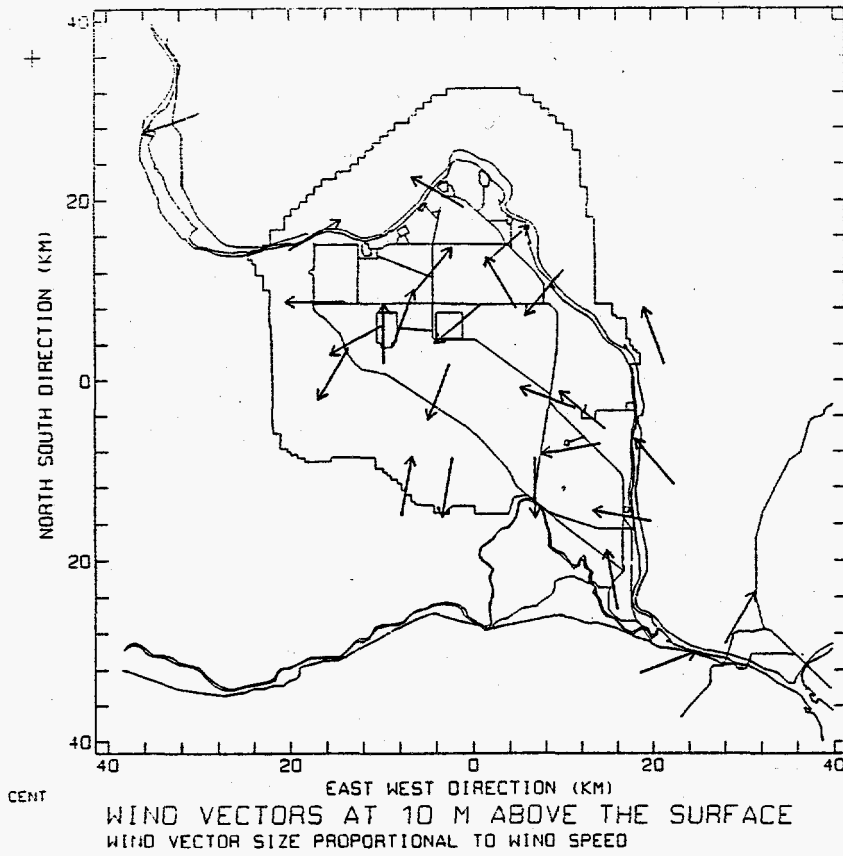 40
20
0
20
40
NORTH SOUTH DIRECTION (KM)
40 20 0 20 40
EAST WEST DIRECTION (KM)
CENT
WIND VECTORS AT 10 M ABOVE THE SURFACE
WIND VECTOR SIZE PROPORTIONAL TO WIND SPEED